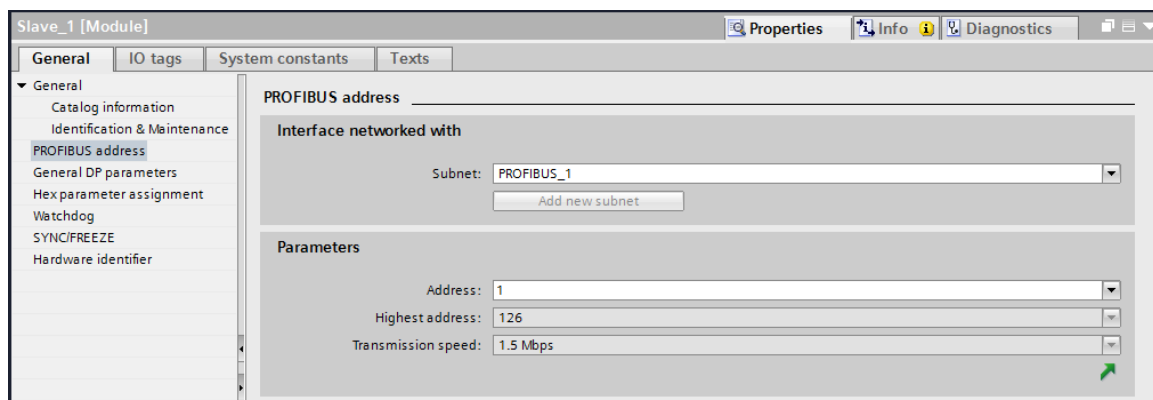 Slave_1 [Module]
Properties
Info
Diagnostics
General
IO tags
System constants
Texts
General
Catalog information
Identification & Maintenance
PROFIBUS address
General DP parameters
Hex parameter assignment
Watchdog
SYNC/FREEZE
Hardware identifier
PROFIBUS address
Interface networked with
Subnet: PROFIBUS_1
Add new subnet
Parameters
Address: 1
Highest address: 126
Transmission speed: 1.5 Mbps